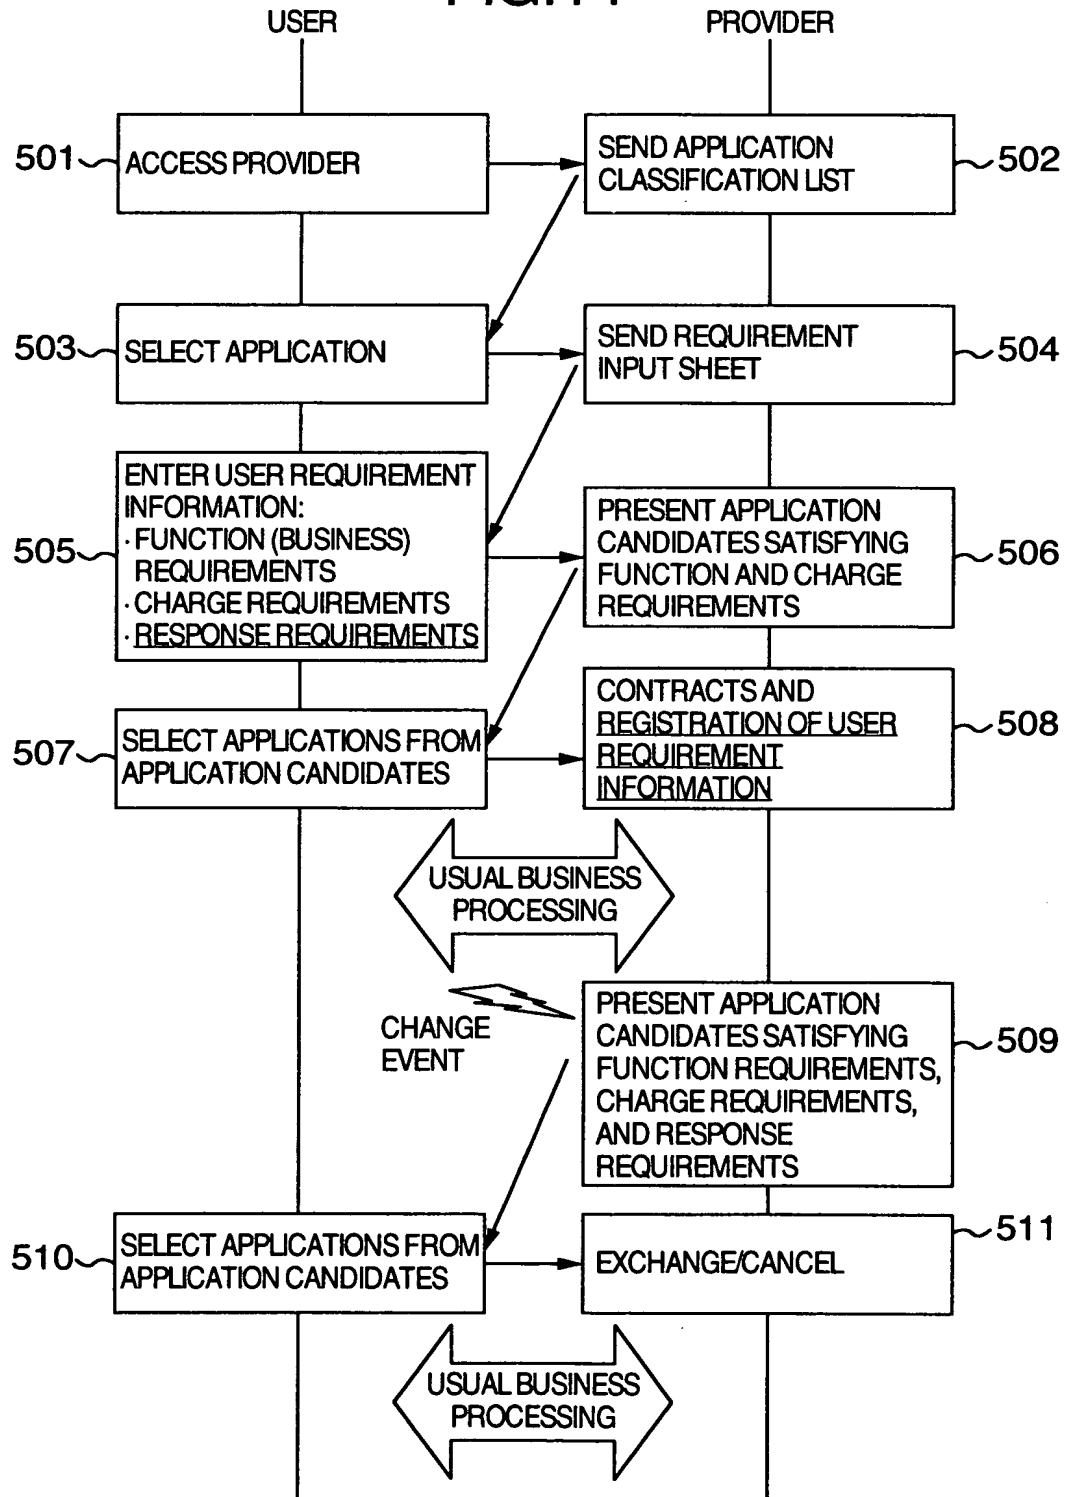 USER
PROVIDER
501
ACCESS PROVIDER
SEND APPLICATION
CLASSIFICATION LIST
502
503
SELECT APPLICATION
SEND REQUIREMENT
INPUT SHEET
504
505
ENTER USER REQUIREMENT
INFORMATION:
· FUNCTION (BUSINESS)
REQUIREMENTS
· CHARGE REQUIREMENTS
· RESPONSE REQUIREMENTS
PRESENT APPLICATION
CANDIDATES SATISFYING
FUNCTION AND CHARGE
REQUIREMENTS
506
507
SELECT APPLICATIONS FROM
APPLICATION CANDIDATES
CONTRACTS AND
REGISTRATION OF USER
REQUIREMENT
INFORMATION
508
USUAL BUSINESS
PROCESSING
CHANGE
EVENT
PRESENT APPLICATION
CANDIDATES SATISFYING
FUNCTION REQUIREMENTS,
CHARGE REQUIREMENTS,
AND RESPONSE
REQUIREMENTS
509
510
SELECT APPLICATIONS FROM
APPLICATION CANDIDATES
EXCHANGE/CANCEL
511
USUAL BUSINESS
PROCESSING